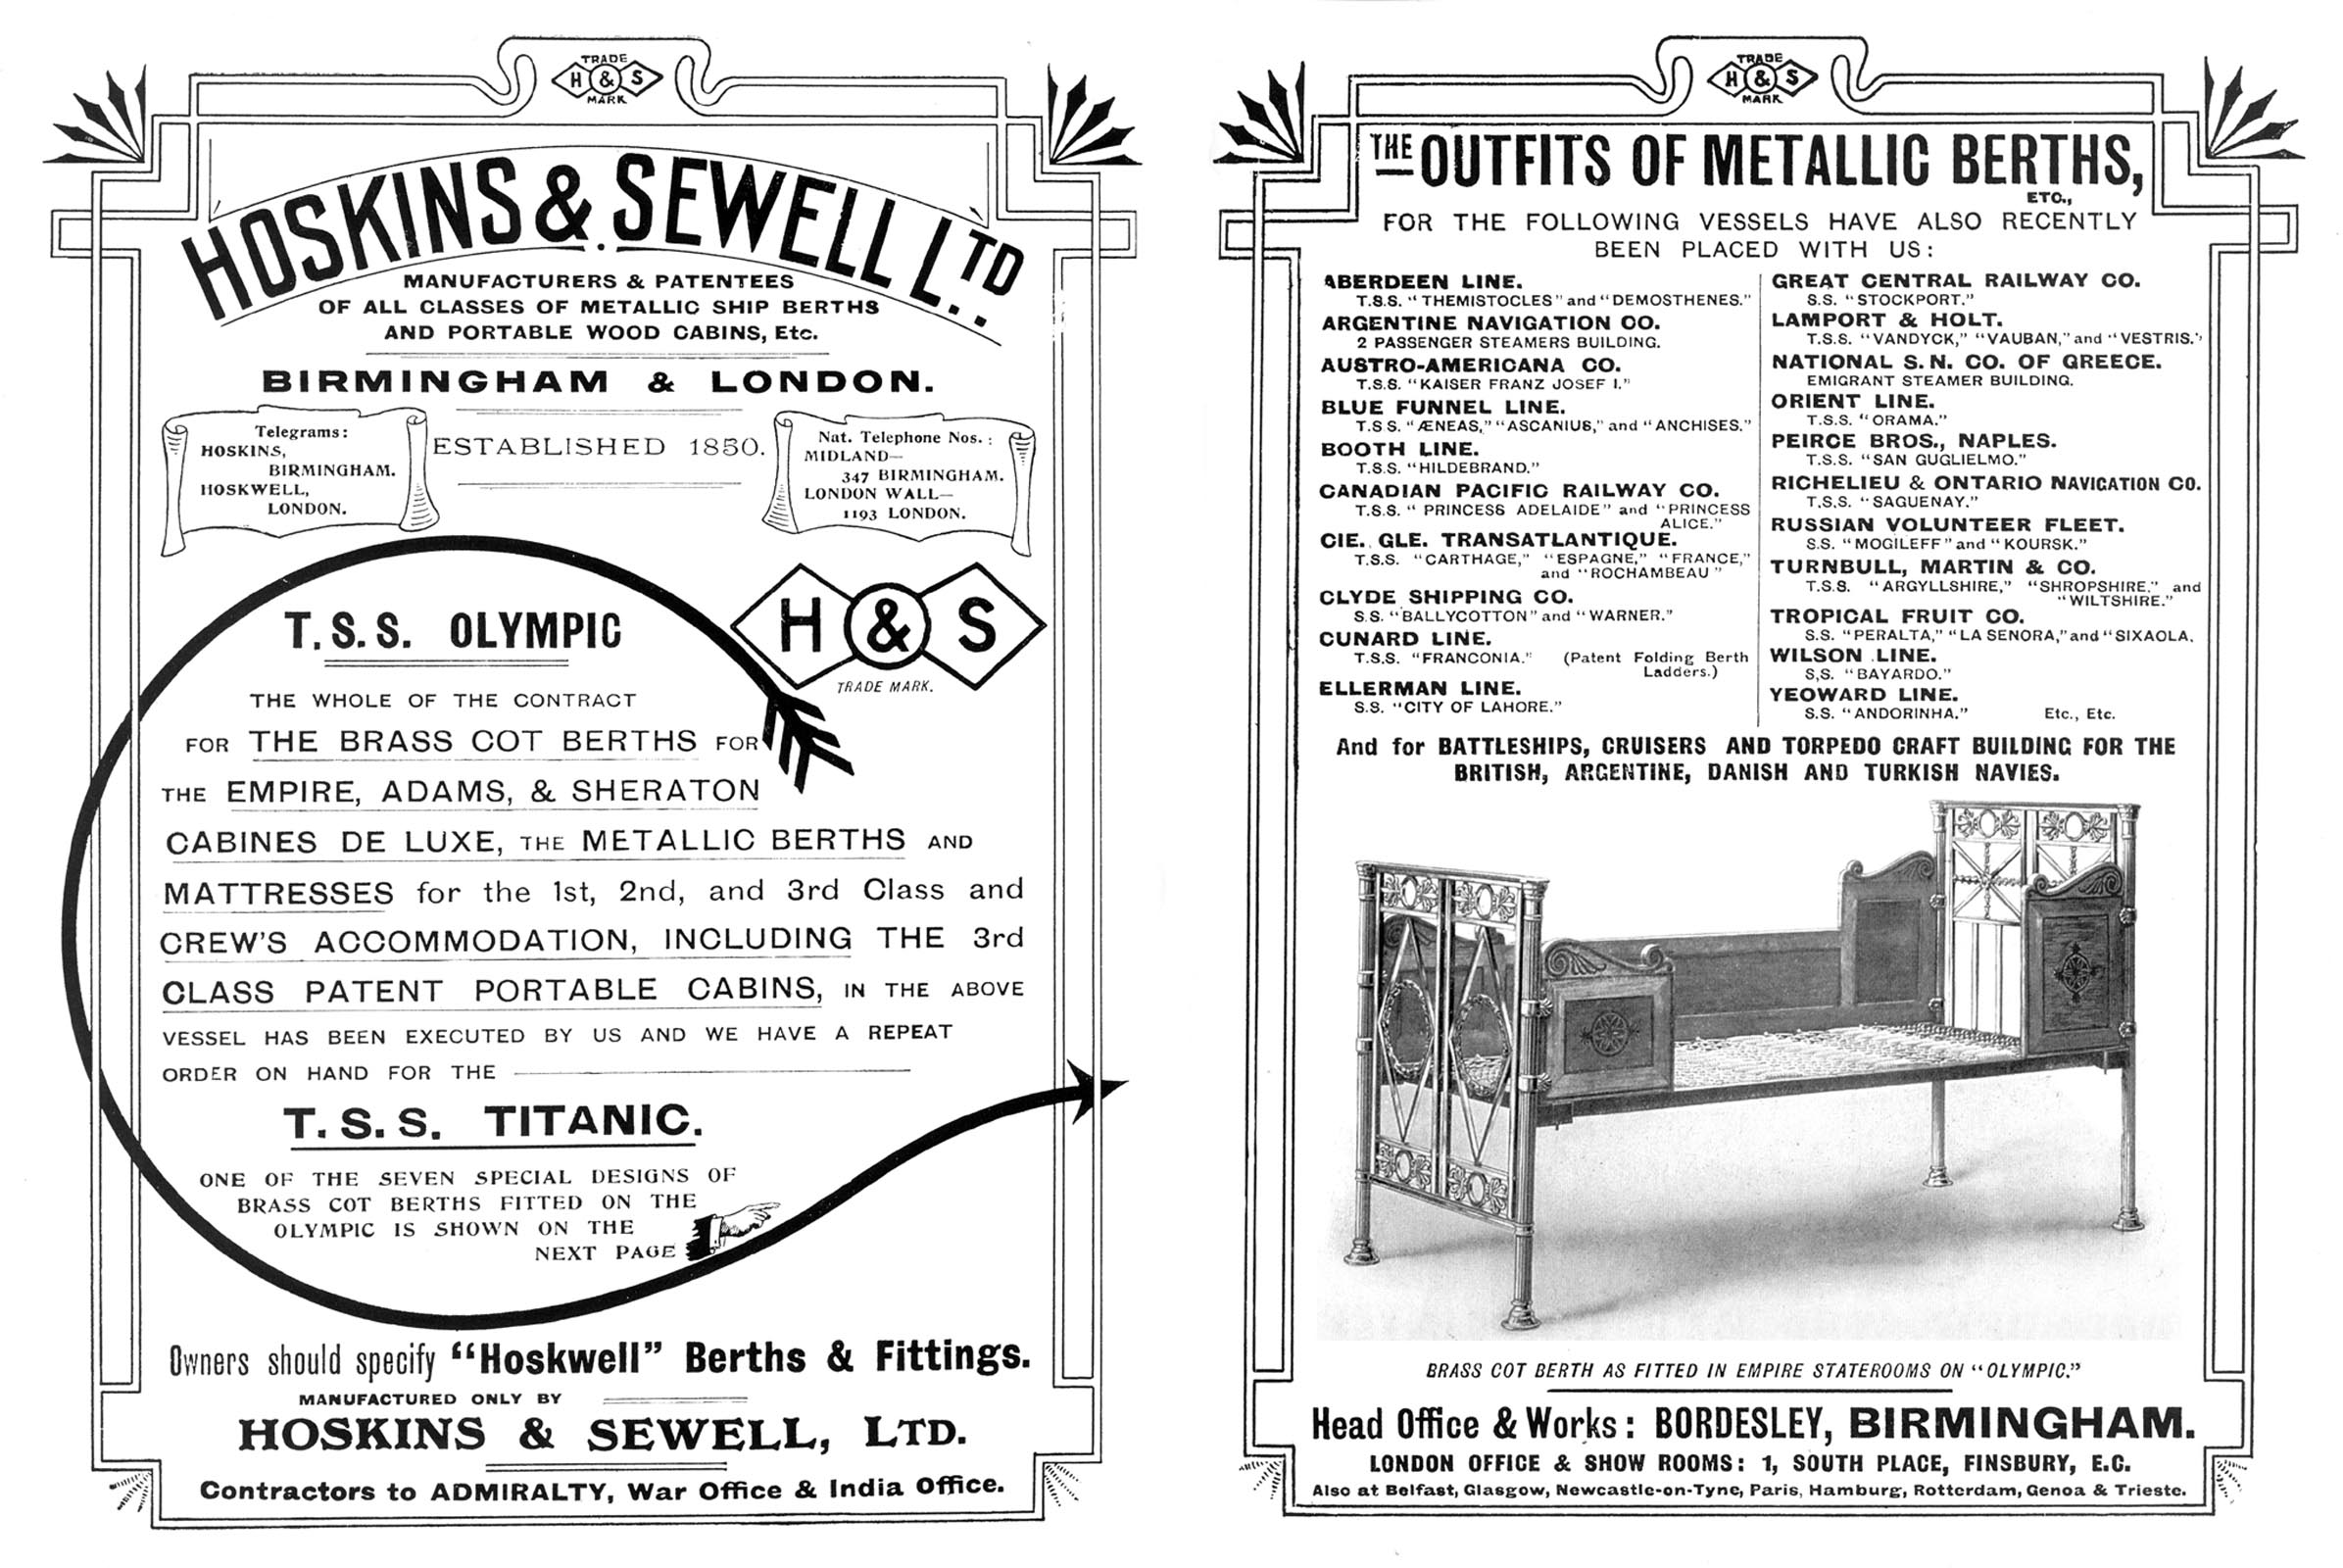 TRADE
H & S
MARK
HOSKINS & SEWELL LTD.
MANUFACTURERS & PATENTEES
OF ALL CLASSES OF METALLIC SHIP BERTHS
AND PORTABLE WOOD CABINS, Etc.
BIRMINGHAM & LONDON.
Telegrams:
HOSKINS,
BIRMINGHAM.
HOSKWELL,
LONDON.
ESTABLISHED 1850.
Nat. Telephone Nos.:
MIDLAND—
347 BIRMINGHAM.
LONDON WALL—
1193 LONDON.
H & S
TRADE MARK.
T.S.S. OLYMPIC
THE WHOLE OF THE CONTRACT
FOR THE BRASS COT BERTHS FOR
THE EMPIRE, ADAMS, & SHERATON
CABINES DE LUXE, THE METALLIC BERTHS AND
MATTRESSES for the 1st, 2nd, and 3rd Class and
CREW'S ACCOMMODATION, INCLUDING THE 3rd
CLASS PATENT PORTABLE CABINS, IN THE ABOVE
VESSEL HAS BEEN EXECUTED BY US AND WE HAVE A REPEAT
ORDER ON HAND FOR THE
T.S.S. TITANIC.
ONE OF THE SEVEN SPECIAL DESIGNS OF
BRASS COT BERTHS FITTED ON THE
OLYMPIC IS SHOWN ON THE
NEXT PAGE
Owners should specify "Hoskwell" Berths & Fittings.
MANUFACTURED ONLY BY
HOSKINS & SEWELL, LTD.
Contractors to ADMIRALTY, War Office & India Office.
TRADE
H & S
MARK
THE OUTFITS OF METALLIC BERTHS,
ETC.,
FOR THE FOLLOWING VESSELS HAVE ALSO RECENTLY
BEEN PLACED WITH US:
ABERDEEN LINE.
T.S.S. "THEMISTOCLES" and "DEMOSTHENES."
ARGENTINE NAVIGATION CO.
2 PASSENGER STEAMERS BUILDING.
AUSTRO-AMERICANA CO.
T.S.S. "KAISER FRANZ JOSEF I."
BLUE FUNNEL LINE.
T.S.S. "ÆNEAS," "ASCANIUS," and "ANCHISES."
BOOTH LINE.
T.S.S. "HILDEBRAND."
CANADIAN PACIFIC RAILWAY CO.
T.S.S. "PRINCESS ADELAIDE" and "PRINCESS
ALICE."
CIE. GLE. TRANSATLANTIQUE.
T.S.S. "CARTHAGE," "ESPAGNE," "FRANCE,"
and "ROCHAMBEAU"
CLYDE SHIPPING CO.
S.S. "BALLYCOTTON" and "WARNER."
CUNARD LINE.
T.S.S. "FRANCONIA." (Patent Folding Berth
Ladders.)
ELLERMAN LINE.
S.S. "CITY OF LAHORE."
GREAT CENTRAL RAILWAY CO.
S.S. "STOCKPORT."
LAMPORT & HOLT.
T.S.S. "VANDYCK," "VAUBAN," and "VESTRIS."
NATIONAL S. N. CO. OF GREECE.
EMIGRANT STEAMER BUILDING.
ORIENT LINE.
T.S.S. "ORAMA."
PEIRCE BROS., NAPLES.
T.S.S. "SAN GUGLIELMO."
RICHELIEU & ONTARIO NAVIGATION CO.
T.S.S. "SAGUENAY."
RUSSIAN VOLUNTEER FLEET.
S.S. "MOGILEFF" and "KOURSK."
TURNBULL, MARTIN & CO.
T.S.S. "ARGYLLSHIRE," "SHROPSHIRE." and
"WILTSHIRE."
TROPICAL FRUIT CO.
S.S. "PERALTA," "LA SENORA," and "SIXAOLA.
WILSON LINE.
S.S. "BAYARDO."
YEOWARD LINE.
S.S. "ANDORINHA." Etc., Etc.
And for BATTLESHIPS, CRUISERS AND TORPEDO CRAFT BUILDING FOR THE
BRITISH, ARGENTINE, DANISH AND TURKISH NAVIES.
BRASS COT BERTH AS FITTED IN EMPIRE STATEROOMS ON "OLYMPIC."
Head Office & Works: BORDESLEY, BIRMINGHAM.
LONDON OFFICE & SHOW ROOMS: 1, SOUTH PLACE, FINSBURY, E.C.
Also at Belfast, Glasgow, Newcastle-on-Tyne, Paris, Hamburg, Rotterdam, Genoa & Trieste.